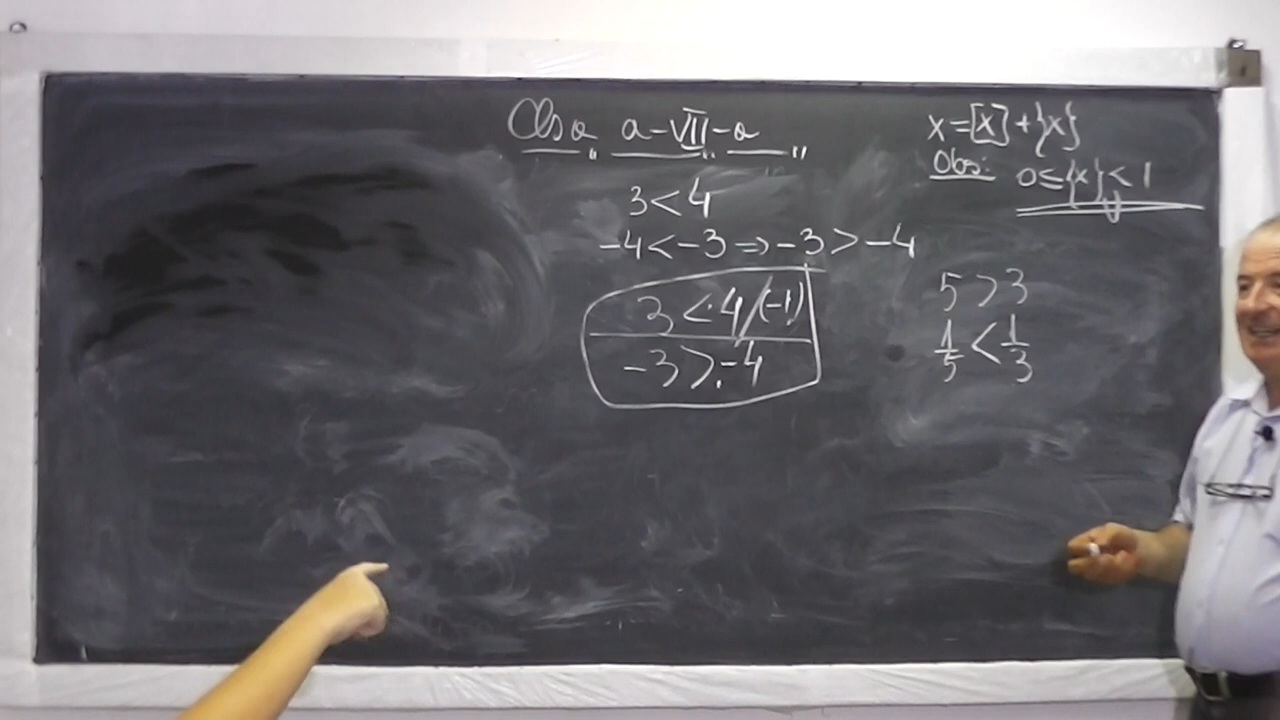 Clsa a-VII-a
3<4
-4<-3⇒-3>-4
3<4/(-1)
-3>-4
x=[x]+{x}
Obs: 0≤{x}<1
5>3
1/5<1/3